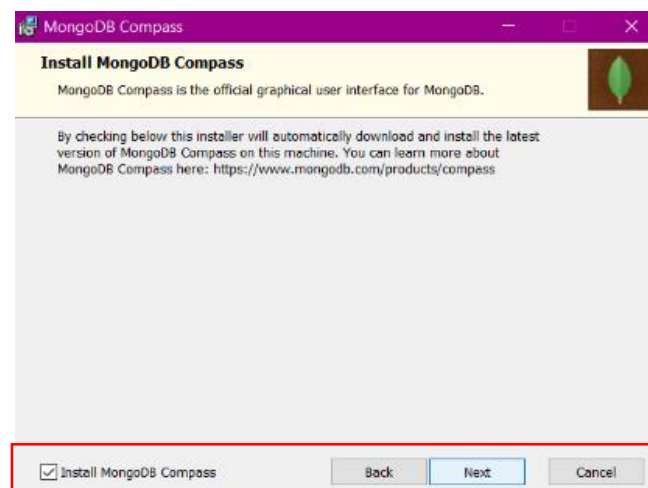 MongoDB Compass
Install MongoDB Compass
MongoDB Compass is the official graphical user interface for MongoDB.
By checking below this installer will automatically download and install the latest
version of MongoDB Compass on this machine. You can learn more about
MongoDB Compass here: https://www.mongodb.com/products/compass
Install MongoDB Compass Back Next Cancel